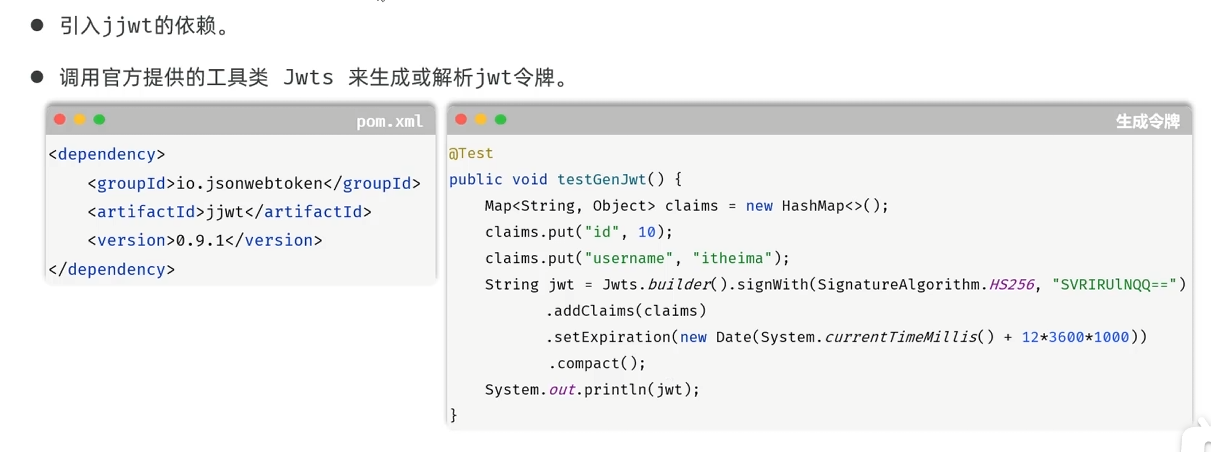 ● 引入jjwt的依赖。
● 调用官方提供的工具类 Jwts 来生成或解析jwt令牌。
pom.xml
<dependency>
    <groupId>io.jsonwebtoken</groupId>
    <artifactId>jjwt</artifactId>
    <version>0.9.1</version>
</dependency>
生成令牌
@Test
public void testGenJwt() {
    Map<String, Object> claims = new HashMap<>();
    claims.put("id", 10);
    claims.put("username", "itheima");
    String jwt = Jwts.builder().signWith(SignatureAlgorithm.HS256, "SVRIRUlNQQ==")
           .addClaims(claims)
           .setExpiration(new Date(System.currentTimeMillis() + 12*3600*1000))
           .compact();
    System.out.println(jwt);
}